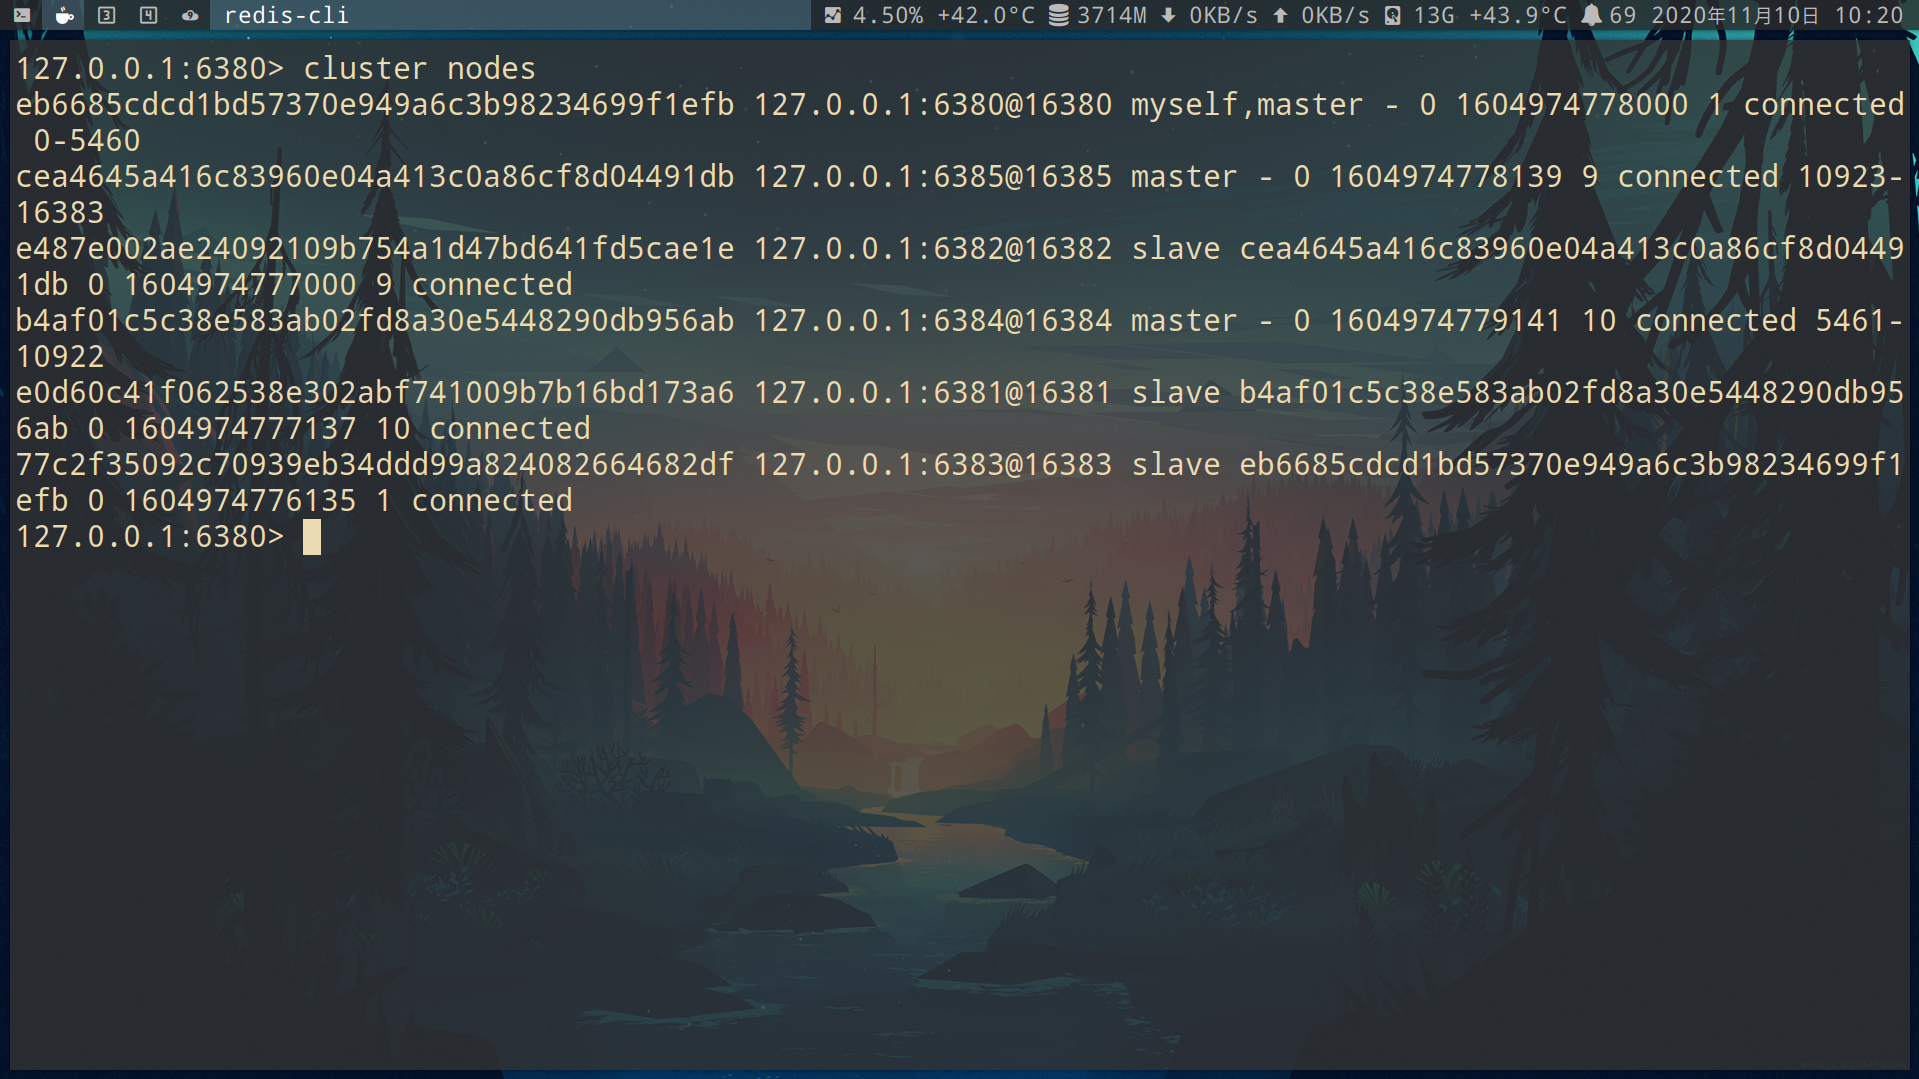 3 4 redis-cli 4.50% +42.0°C 3714M 0KB/s 0KB/s 13G +43.9°C 69 2020年11月10日 10:20
127.0.0.1:6380> cluster nodes
eb6685cdcd1bd57370e949a6c3b98234699f1efb 127.0.0.1:6380@16380 myself,master - 0 1604974778000 1 connected
0-5460
cea4645a416c83960e04a413c0a86cf8d04491db 127.0.0.1:6385@16385 master - 0 1604974778139 9 connected 10923-
16383
e487e002ae24092109b754a1d47bd641fd5cae1e 127.0.0.1:6382@16382 slave cea4645a416c83960e04a413c0a86cf8d0449
1db 0 1604974777000 9 connected
b4af01c5c38e583ab02fd8a30e5448290db956ab 127.0.0.1:6384@16384 master - 0 1604974779141 10 connected 5461-
10922
e0d60c41f062538e302abf741009b7b16bd173a6 127.0.0.1:6381@16381 slave b4af01c5c38e583ab02fd8a30e5448290db95
6ab 0 1604974777137 10 connected
77c2f35092c70939eb34ddd99a824082664682df 127.0.0.1:6383@16383 slave eb6685cdcd1bd57370e949a6c3b98234699f1
efb 0 1604974776135 1 connected
127.0.0.1:6380>